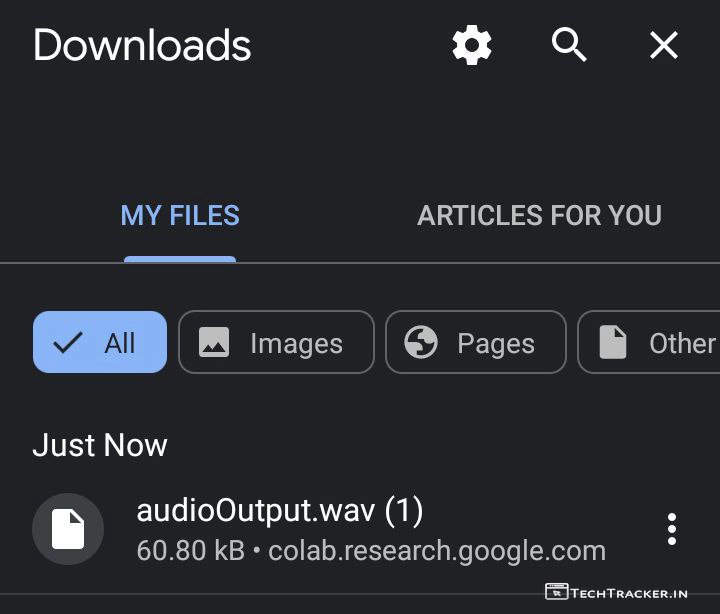 Downloads
MY FILES
ARTICLES FOR YOU
All
Images
Pages
Other
Just Now
audioOutput.wav (1)
60.80 kB • colab.research.google.com
TECHTRACKER.IN